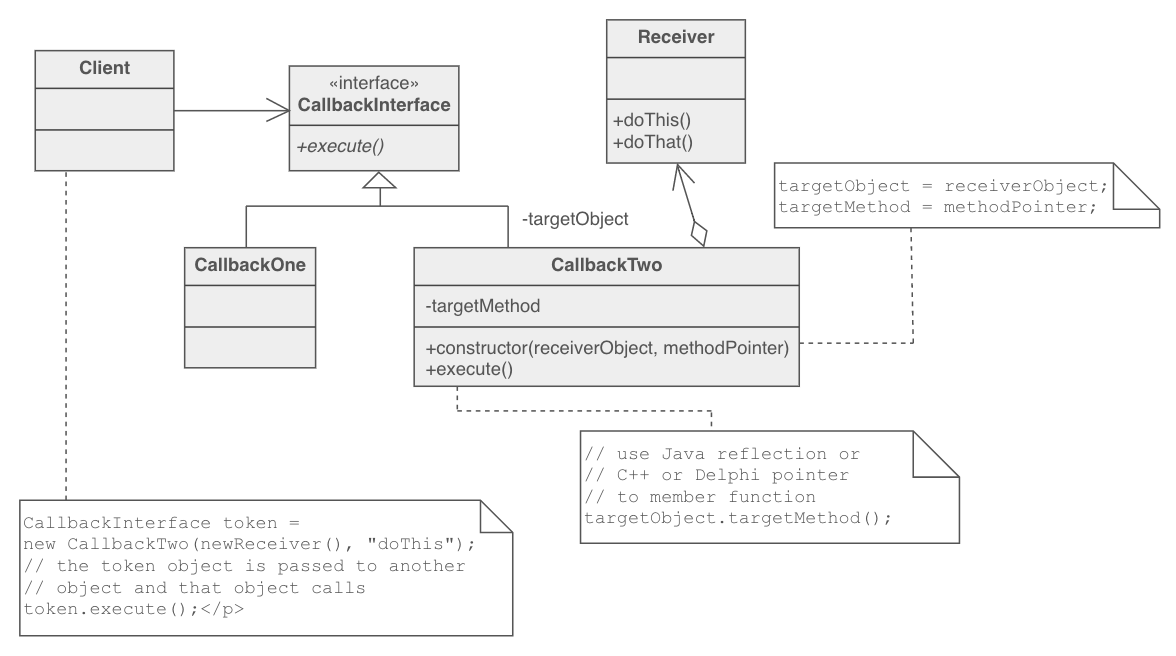 Client
«interface»
CallbackInterface
+execute()
Receiver
+doThis()
+doThat()
targetObject = receiverObject;
targetMethod = methodPointer;
-targetObject
CallbackOne
CallbackTwo
-targetMethod
+constructor(receiverObject, methodPointer)
+execute()
// use Java reflection or
// C++ or Delphi pointer
// to member function
targetObject.targetMethod();
CallbackInterface token =
new CallbackTwo(newReceiver(), "doThis");
// the token object is passed to another
// object and that object calls
token.execute();</p>